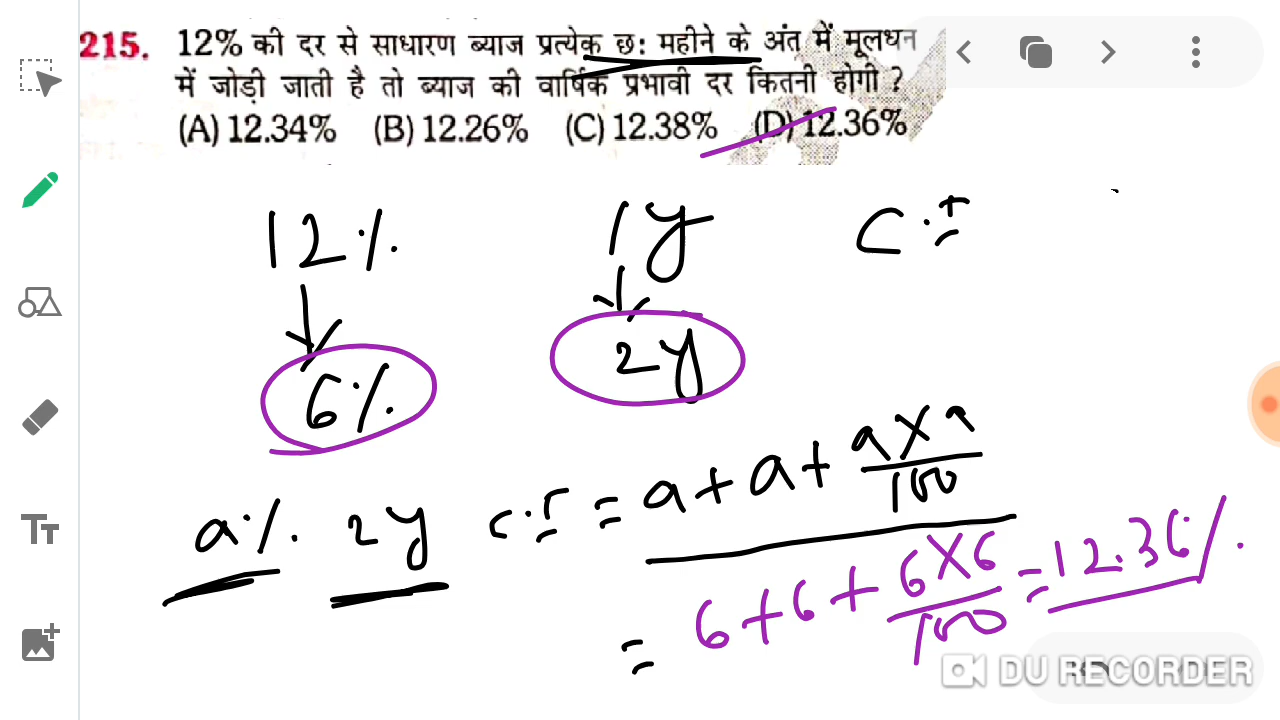 215. 12% की दर से साधारण ब्याज प्रत्येक छः महीने के अंत में मूलधन
में जोड़ी जाती है तो ब्याज की वार्षिक प्रभावी दर कितनी होगी ?
(A) 12.34% (B) 12.26% (C) 12.38% (D) 12.36%
12% 1y c.r
6% 2y
a% 2y c.r = a + a + a×a/100
= 6 + 6 + 6×6/100 = 12.36%
DU RECORDER
Tт